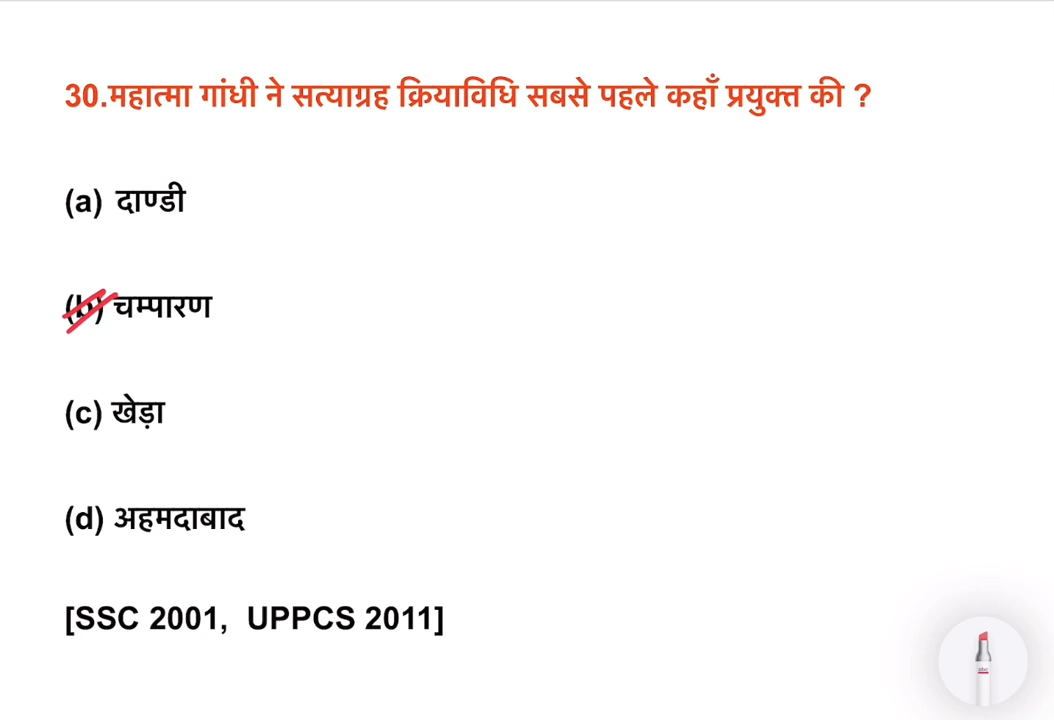 30.महात्मा गांधी ने सत्याग्रह क्रियाविधि सबसे पहले कहाँ प्रयुक्त की ?
(a) दाण्डी
(b) चम्पारण
(c) खेड़ा
(d) अहमदाबाद
[SSC 2001, UPPCS 2011]